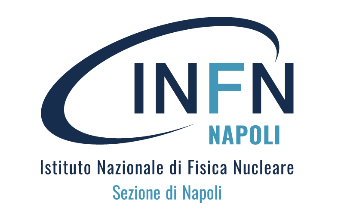 INFN
NAPOLI
Istituto Nazionale di Fisica Nucleare
Sezione di Napoli